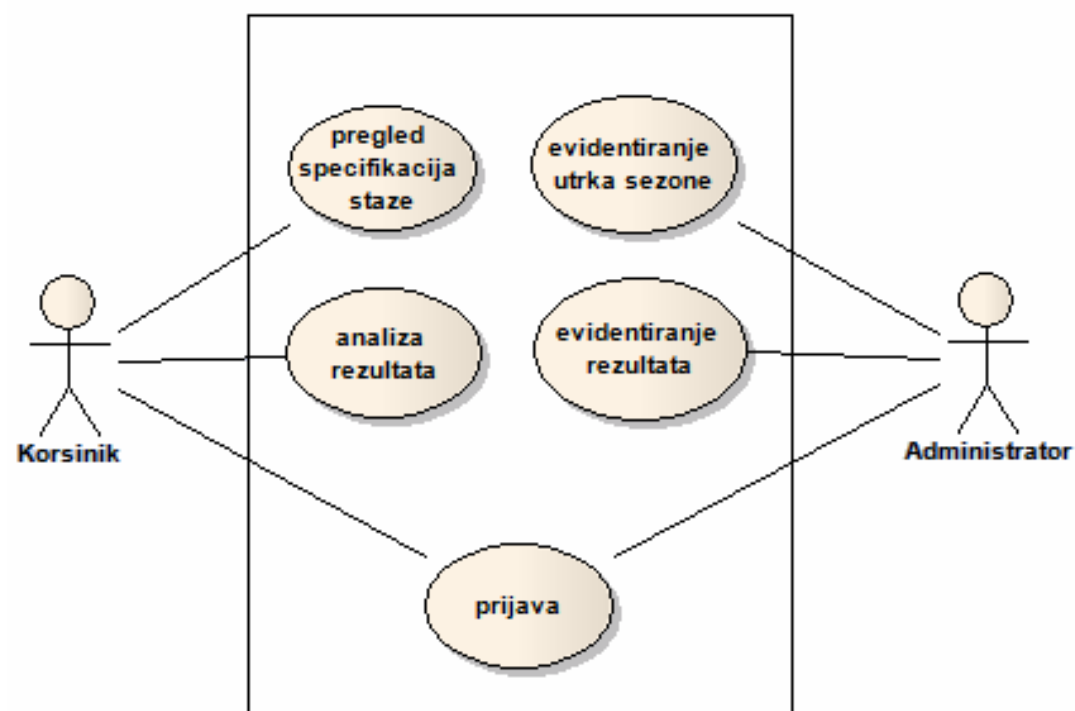 pregled
specifikacija
staze
evidentiranje
utrka sezone
analiza
rezultata
evidentiranje
rezultata
Korsinik
Administrator
prijava